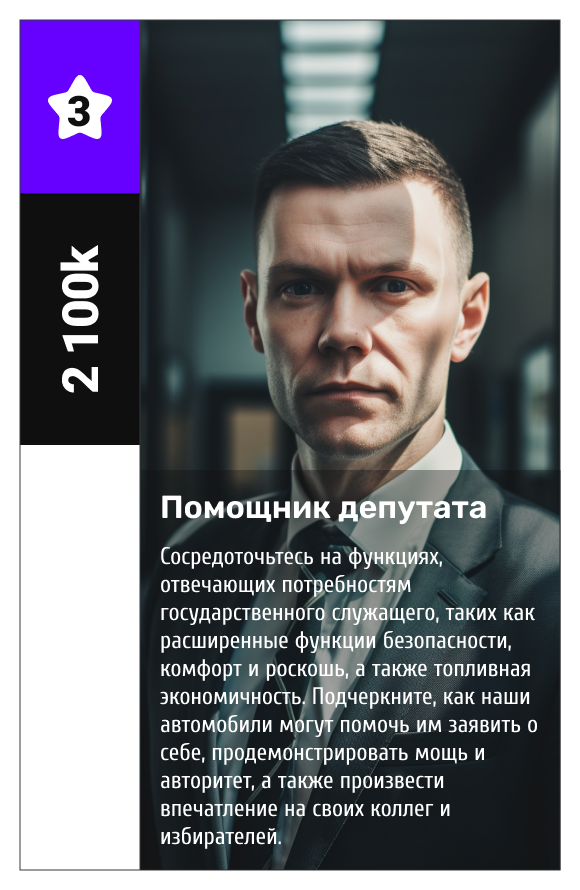 3
2 100k
Помощник депутата
Сосредоточьтесь на функциях,
отвечающих потребностям
государственного служащего, таких как
расширенные функции безопасности,
комфорт и роскошь, а также топливная
экономичность. Подчеркните, как наши
автомобили могут помочь им заявить о
себе, продемонстрировать мощь и
авторитет, а также произвести
впечатление на своих коллег и
избирателей.